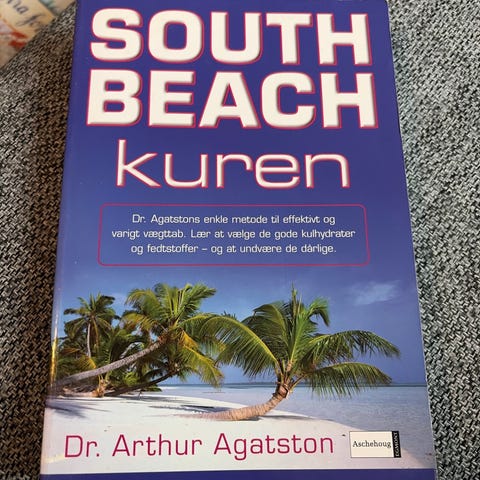 SOUTH
BEACH
kuren
Dr. Agatstons enkle metode til effektivt og
varigt vægttab. Lær at vælge de gode kulhydrater
og fedtstoffer – og at undvære de dårlige.
Dr. Arthur Agatston
Aschehoug
EGMONT